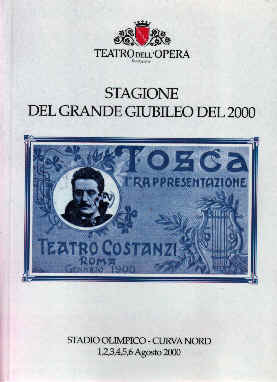 TEATRO DELL'OPERA
STAGIONE
DEL GRANDE GIUBILEO DEL 2000
TOSCA
1ª RAPPRESENTAZIONE
TEATRO COSTANZI
ROMA
GENNAIO 1900
STADIO OLIMPICO - CURVA NORD
1,2,3,4,5,6 Agosto 2000